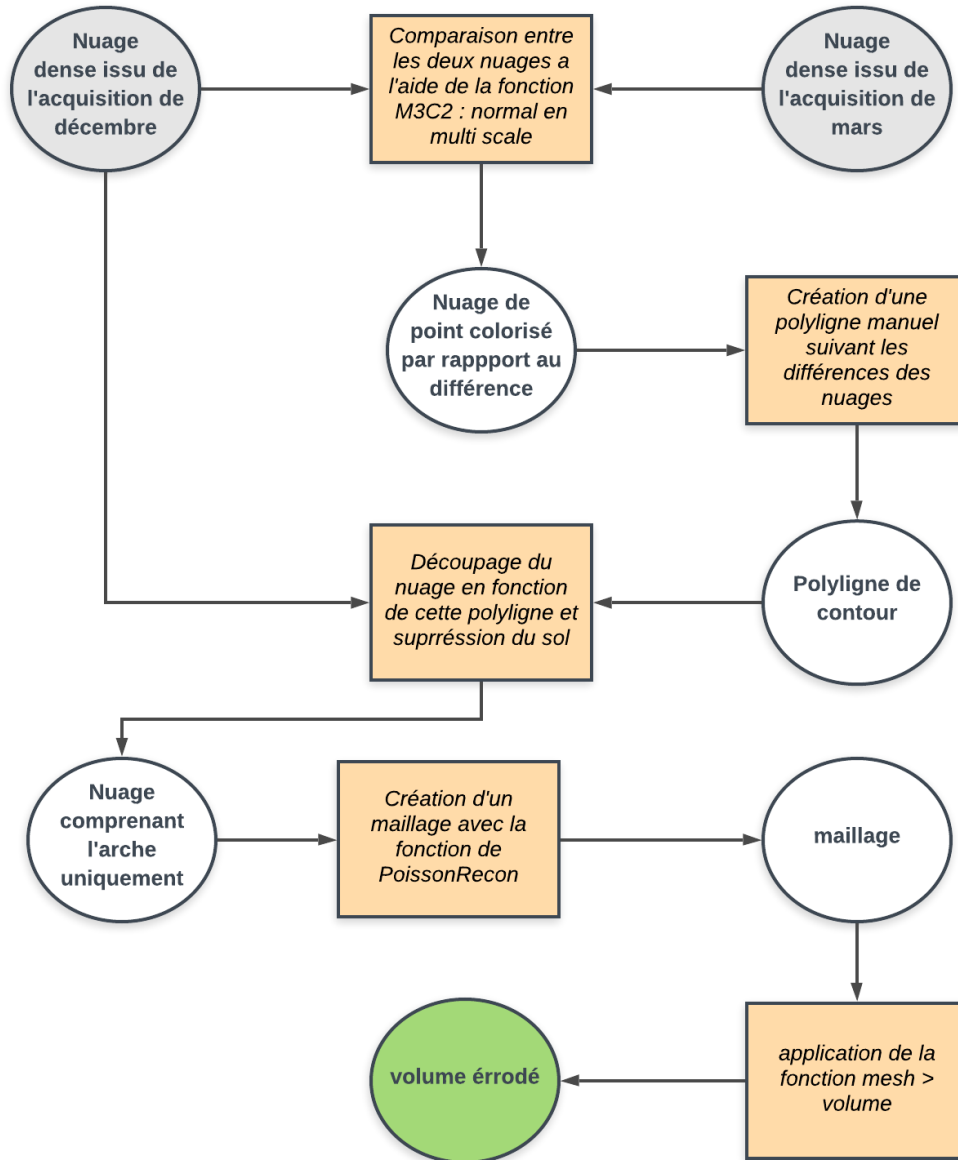 Nuage
dense issu de
l'acquisition de
décembre
Comparaison entre
les deux nuages a
l'aide de la fonction
M3C2 : normal en
multi scale
Nuage
dense issu de
l'acquisition de
mars
Nuage de
point colorisé
par rappport au
différence
Création d'une
polyligne manuel
suivant les
différences des
nuages
Découpage du
nuage en fonction
de cette polyligne et
suprréssion du sol
Polyligne de
contour
Nuage
comprenant
l'arche
uniquement
Création d'un
maillage avec la
fonction de
PoissonRecon
maillage
volume érrodé
application de la
fonction mesh >
volume